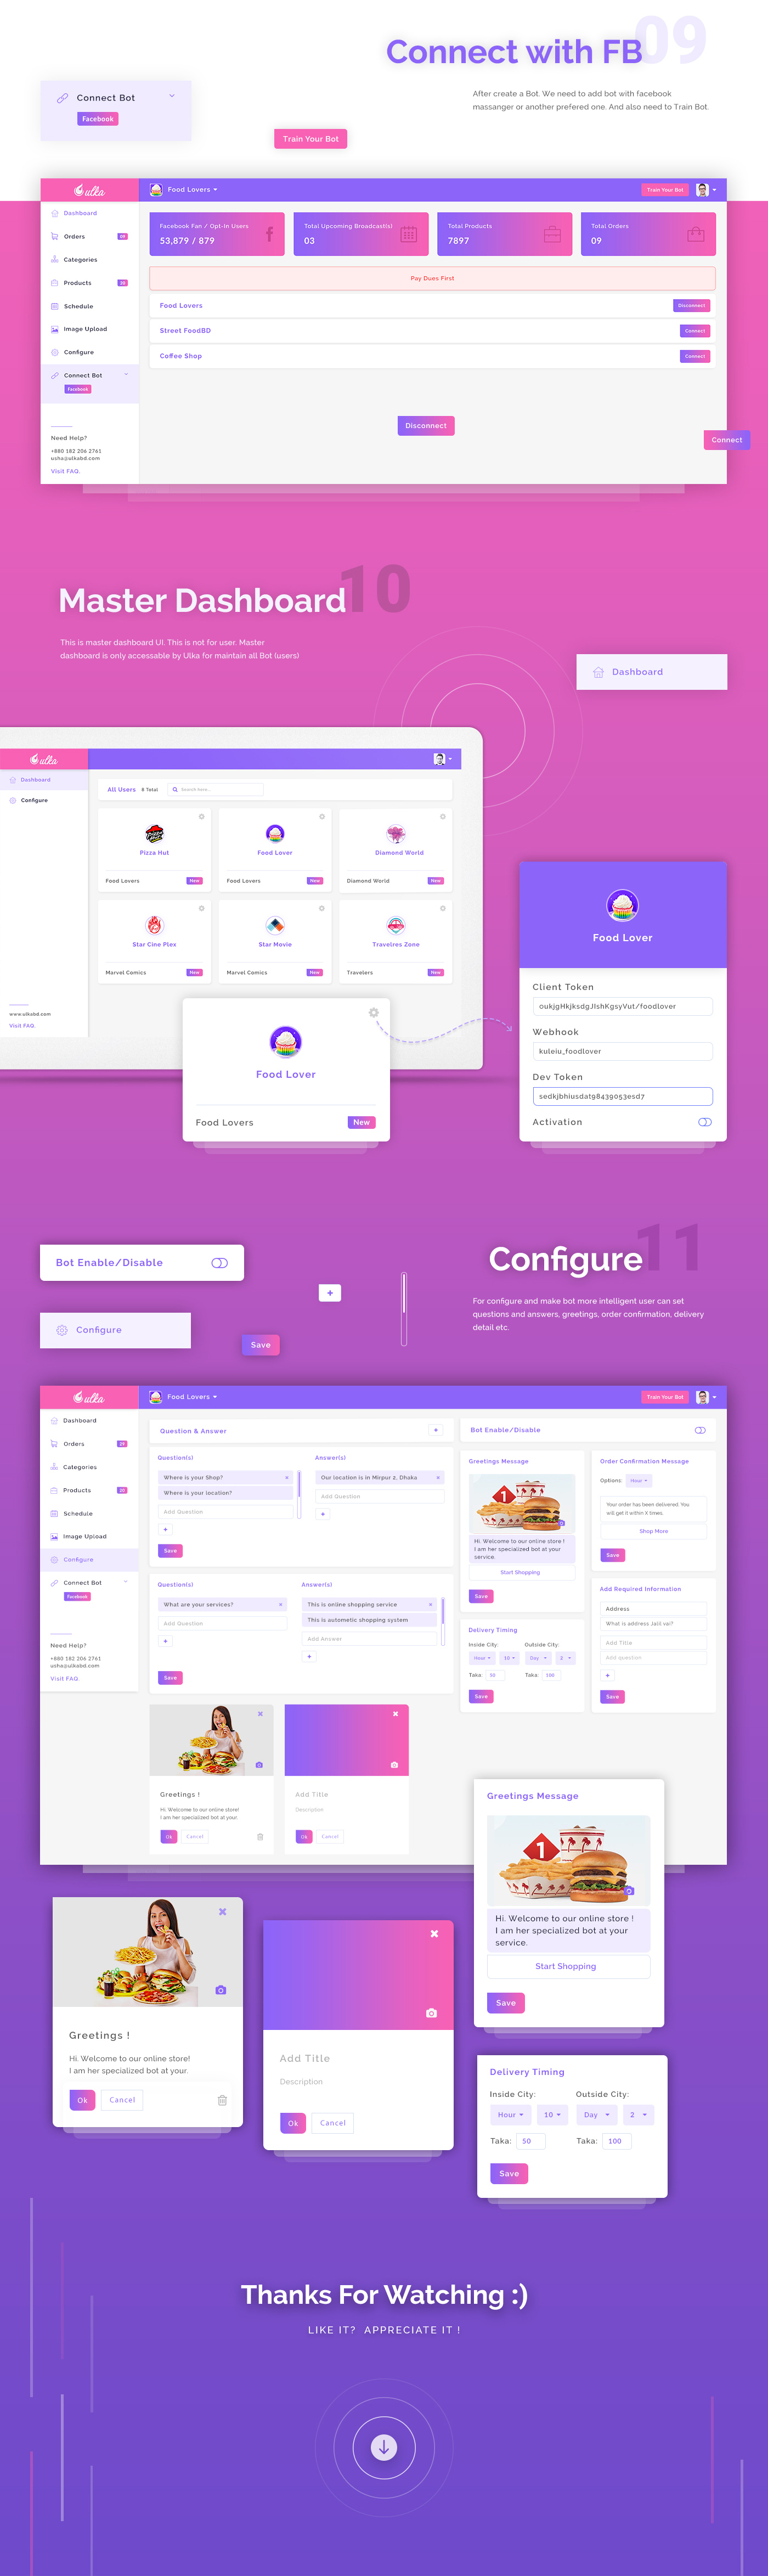 Connect with FB
09
After create a Bot. We need to add bot with facebook
massanger or another prefered one. And also need to Train Bot.
Connect Bot
Facebook
Train Your Bot
ulka
Food Lovers
Train Your Bot
Dashboard
Orders
Categories
Products
Schedule
Image Upload
Configure
Connect Bot
Facebook
Need Help?
+880 182 206 2761
usha@ulkabd.com
Visit FAQ.
Facebook Fan / Opt-In Users
53,879 / 879
Total Upcoming Broadcast(s)
03
Total Products
7897
Total Orders
09
Pay Dues First
Food Lovers
Disconnect
Street FoodBD
Connect
Coffee Shop
Connect
Disconnect
Connect
Master Dashboard
10
This is master dashboard UI. This is not for user. Master
dashboard is only accessable by Ulka for maintain all Bot (users)
Dashboard
ulka
Dashboard
Configure
www.ulkabd.com
Visit FAQ.
All Users 8 Total Search here...
Pizza Hut
Food Lovers New
Food Lover
Food Lovers New
Diamond World
Diamond World New
Star Cine Plex
Marvel Comics New
Star Movie
Marvel Comics New
Travelres Zone
Travelers New
Food Lover
Food Lovers New
Food Lover
Client Token
oukjgHkjksdgJIshKgsyVut/foodlover
Webhook
kuleiu_foodlover
Dev Token
sedkjbhiusdat98439053esd7
Activation
Configure
11
For configure and make bot more intelligent user can set
questions and answers, greetings, order confirmation, delivery
detail etc.
Bot Enable/Disable
+
Configure
Save
ulka
Food Lovers
Train Your Bot
Dashboard
Orders
Categories
Products
Schedule
Image Upload
Configure
Connect Bot
Facebook
Need Help?
+880 182 206 2761
usha@ulkabd.com
Visit FAQ
Question & Answer +
Question(s)
Where is your Shop? ×
Where is your location?
Add Question
+
Save
Answer(s)
Our location is in Mirpur 2, Dhaka ×
Add Question
+
Question(s)
What are your services? ×
Add Question
+
Save
Answer(s)
This is online shopping service ×
This is autometic shopping system
Add Answer
+
Greetings !
Hi. Welcome to our online store!
I am her specialized bot at your.
Ok Cancel
Add Title
Description
Ok Cancel
Bot Enable/Disable
Greetings Message
1
Hi. Welcome to our online store !
I am her specialized bot at your
service.
Start Shopping
Save
Delivery Timing
Inside City: Outside City:
Hour 10 Day 2
Taka: 50 Taka: 100
Save
Order Confirmation Message
Options: Hour
Your order has been delivered. You
will get it within X times.
Shop More
Save
Add Required Information
Address
What is address Jalil vai?
Add Title
Add question
+
Save
Greetings Message
1
Hi. Welcome to our online store !
I am her specialized bot at your
service.
Start Shopping
Save
Greetings !
Hi. Welcome to our online store!
I am her specialized bot at your.
Ok Cancel
Add Title
Description
Ok Cancel
Delivery Timing
Inside City: Outside City:
Hour 10 Day 2
Taka: 50 Taka: 100
Save
Thanks For Watching :)
LIKE IT? APPRECIATE IT !